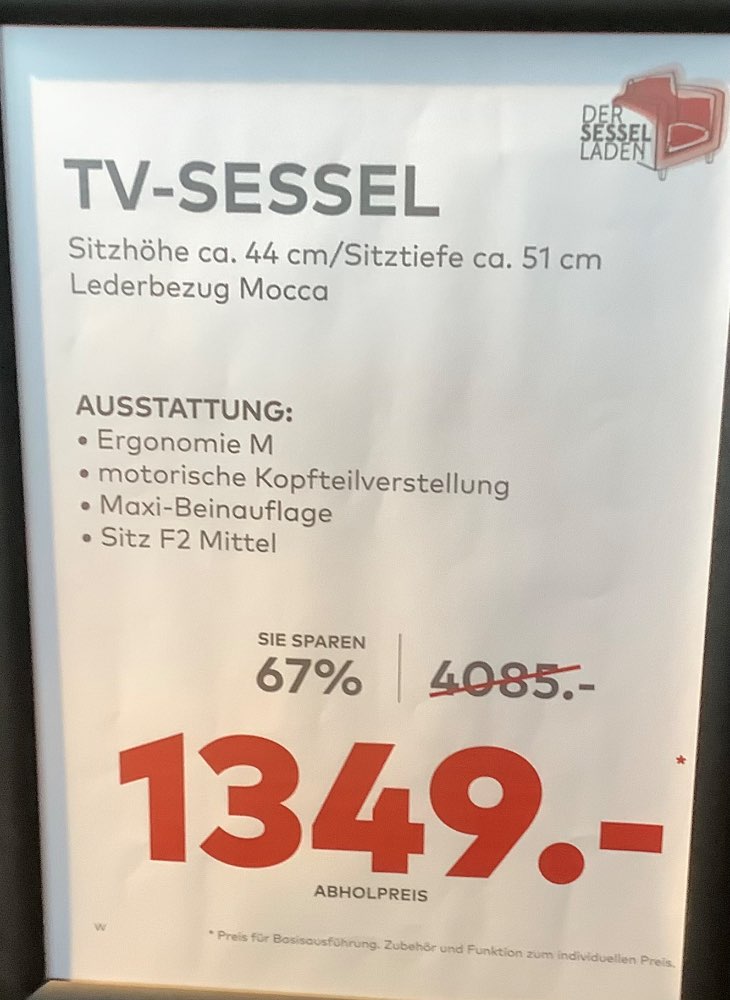 DER
SESSEL
LADEN
TV-SESSEL
Sitzhöhe ca. 44 cm/Sitztiefe ca. 51 cm
Lederbezug Mocca
AUSSTATTUNG:
• Ergonomie M
• motorische Kopfteilverstellung
• Maxi-Beinauflage
• Sitz F2 Mittel
SIE SPAREN
67% 4085.-
1349.-*
ABHOLPREIS
W
* Preis für Basisausführung. Zubehör und Funktion zum individuellen Preis.